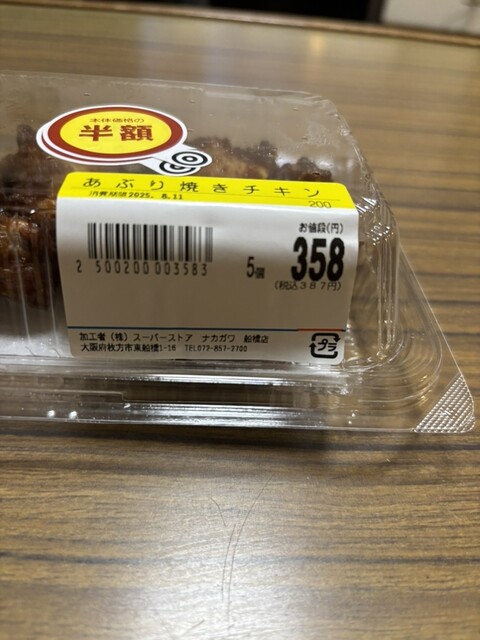 本体価格の
半額
あぶり焼きチキン
消費期限2025. 8.11
200
お値段(円)
2 500200 003583
5個
358
(税込387円)
加工者 (株) スーパーストア ナカガワ 船橋店
大阪府枚方市東船橋1-16 TEL072-857-2700
プラ